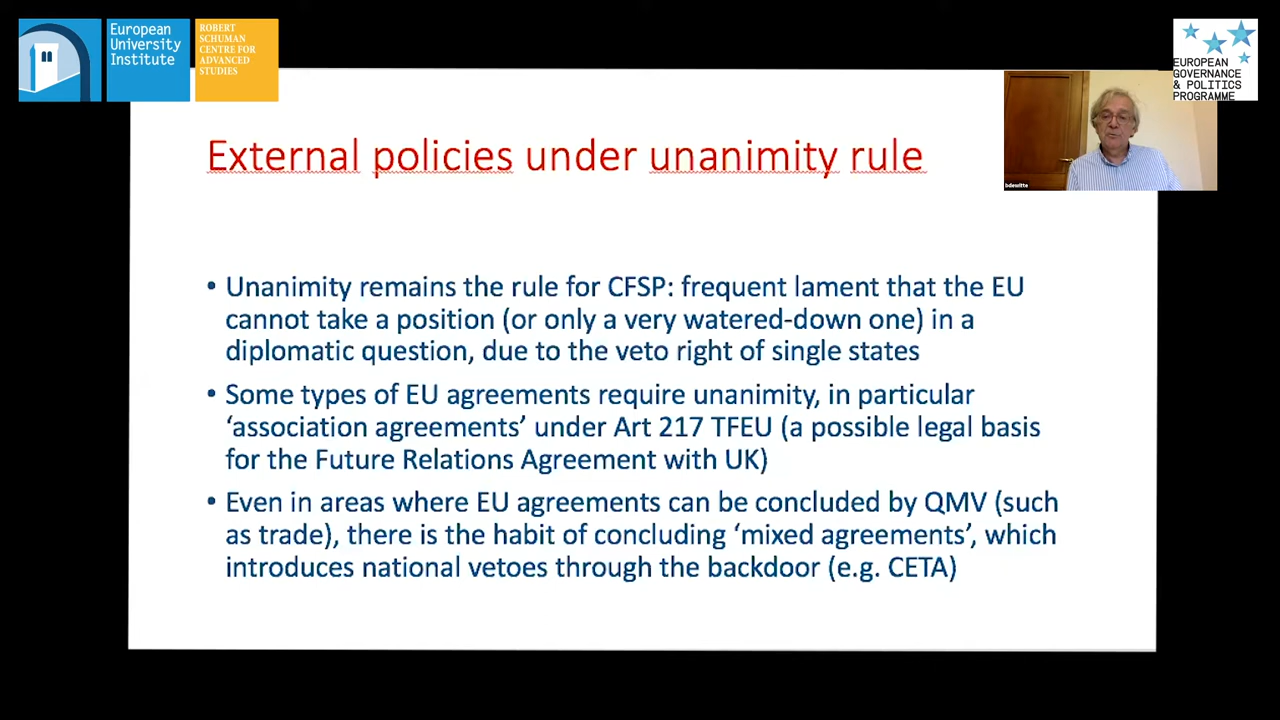 European
University
Institute
ROBERT
SCHUMAN
CENTRE FOR
ADVANCED
STUDIES
EUROPEAN
GOVERNANCE
& POLITICS
PROGRAMME
bdewitte
External policies under unanimity rule
• Unanimity remains the rule for CFSP: frequent lament that the EU
cannot take a position (or only a very watered-down one) in a
diplomatic question, due to the veto right of single states
• Some types of EU agreements require unanimity, in particular
‘association agreements’ under Art 217 TFEU (a possible legal basis
for the Future Relations Agreement with UK)
• Even in areas where EU agreements can be concluded by QMV (such
as trade), there is the habit of concluding ‘mixed agreements’, which
introduces national vetoes through the backdoor (e.g. CETA)